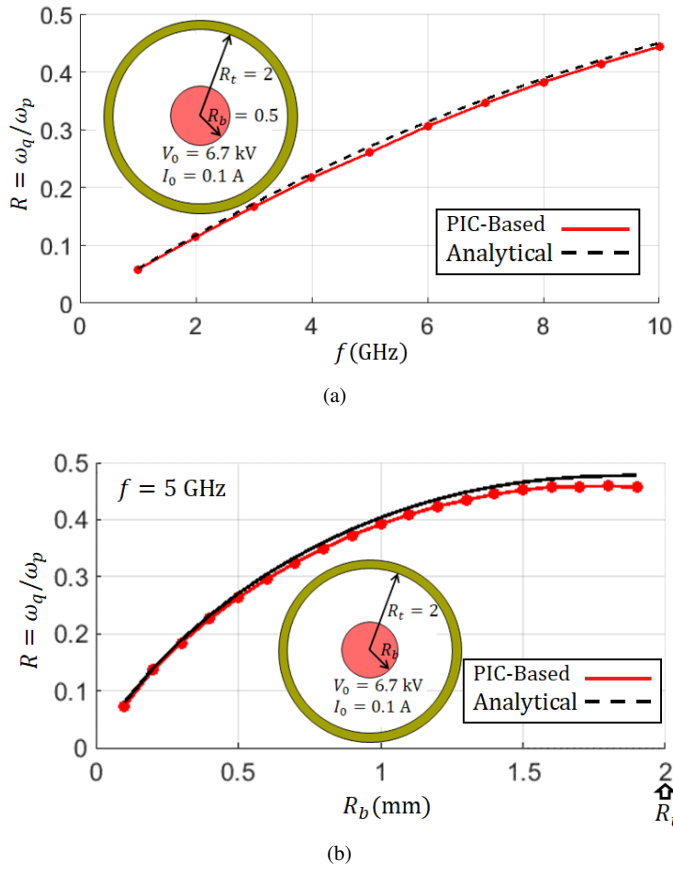 0.5
0.4
0.3
0.2
0.1
0
R = ω_q/ω_p
R_t = 2
R_b = 0.5
V_0 = 6.7 kV
I_0 = 0.1 A
PIC-Based
Analytical
0 2 4 6 8 10
f(GHz)
(a)
0.5
0.4
0.3
0.2
0.1
0
R = ω_q/ω_p
f = 5 GHz
R_t = 2
R_b
V_0 = 6.7 kV
I_0 = 0.1 A
PIC-Based
Analytical
0 0.5 1 1.5 2
R_b(mm)
R_t
(b)